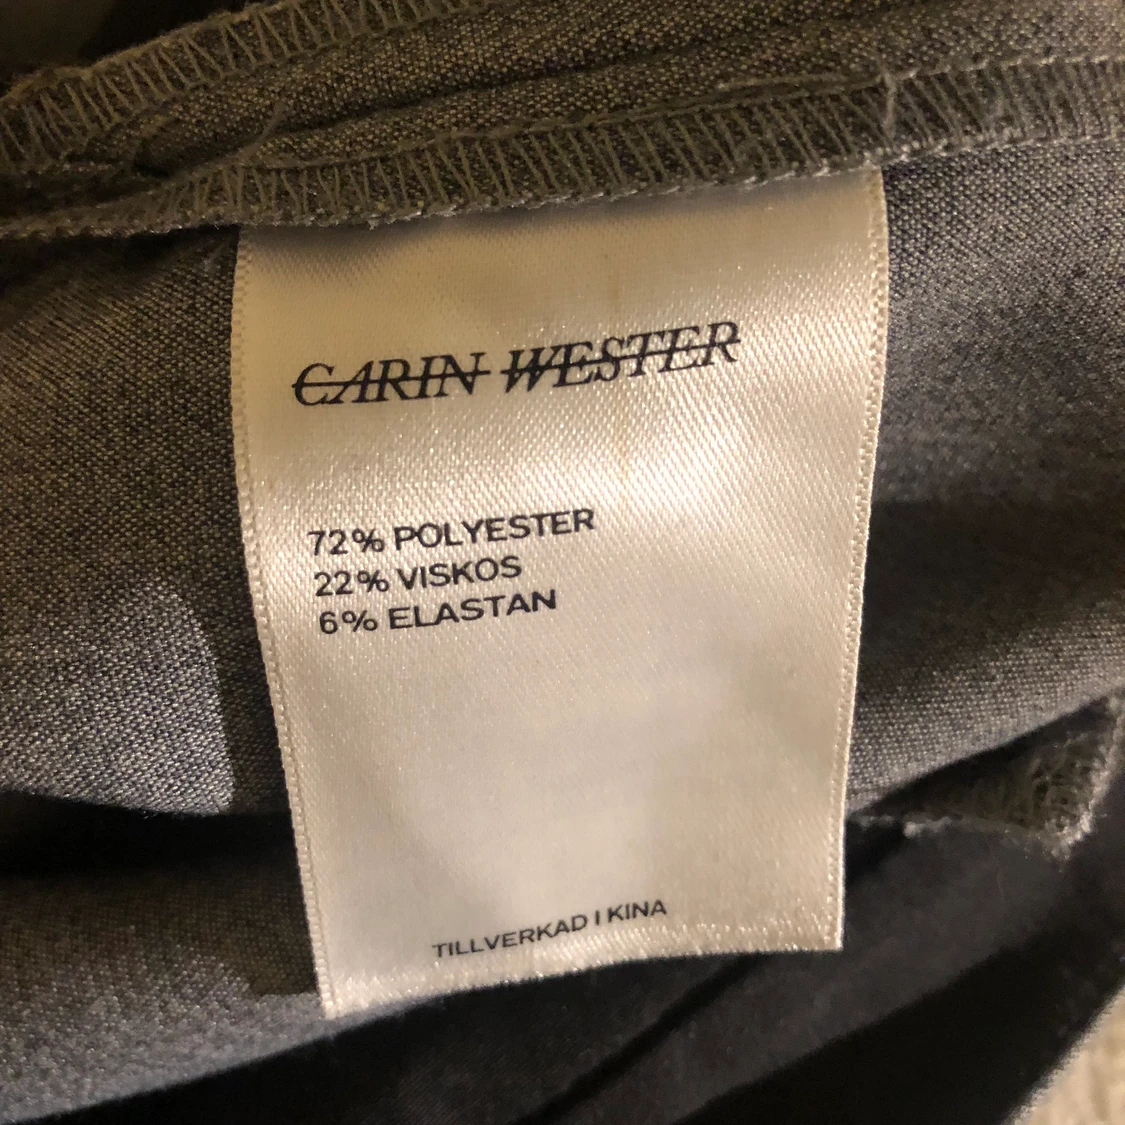 CARIN WESTER
72% POLYESTER
22% VISKOS
6% ELASTAN
TILLVERKAD I KINA